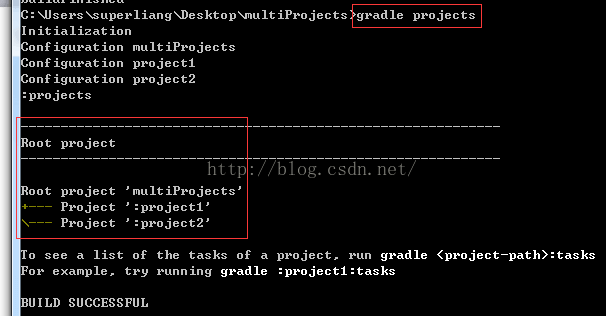 buildFinished
C:\Users\superliang\Desktop\multiProjects>gradle projects
Initialization
Configuration multiProjects
Configuration project1
Configuration project2
:projects
------------------------------------------------------------
Root project
------------------------------------------------------------
http://blog.csdn.net/
Root project 'multiProjects'
+--- Project ':project1'
\--- Project ':project2'
To see a list of the tasks of a project, run gradle <project-path>:tasks
For example, try running gradle :project1:tasks
BUILD SUCCESSFUL